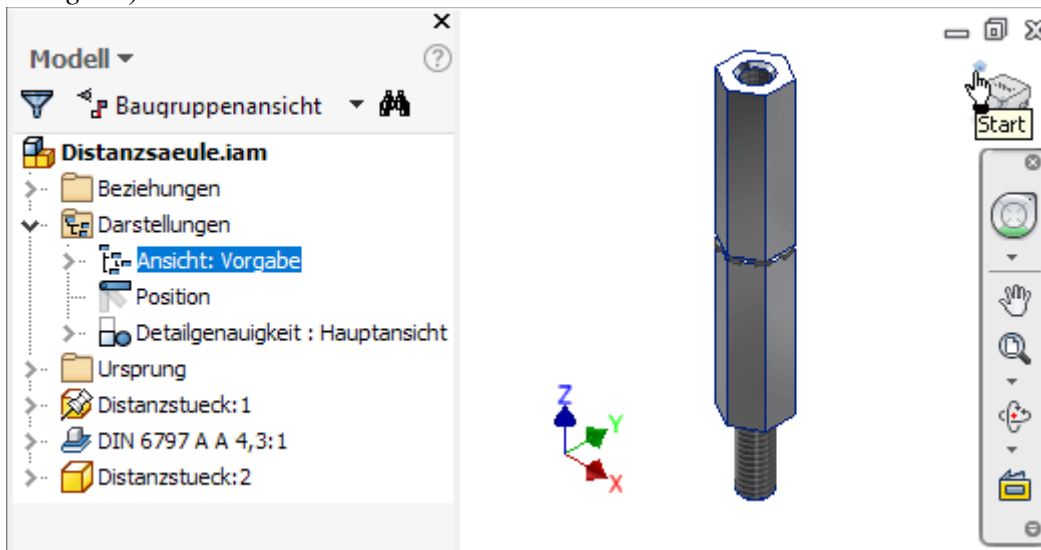 Modell
Baugruppenansicht
Distanzsaeule.iam
Beziehungen
Darstellungen
Ansicht: Vorgabe
Position
Detailgenauigkeit : Hauptansicht
Ursprung
Distanzstueck:1
DIN 6797 A A 4,3:1
Distanzstueck:2
Z
Y
X
Start